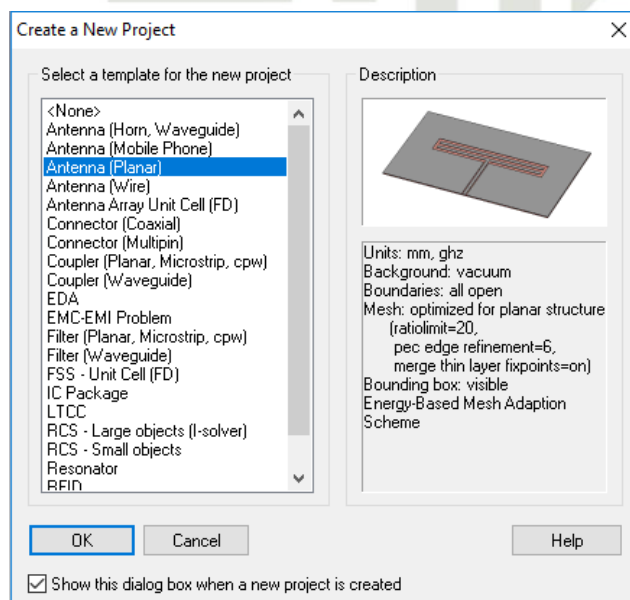 Create a New Project
Select a template for the new project
<None>
Antenna (Horn, Waveguide)
Antenna (Mobile Phone)
Antenna (Planar)
Antenna (Wire)
Antenna Array Unit Cell (FD)
Connector (Coaxial)
Connector (Multipin)
Coupler (Planar, Microstrip, cpw)
Coupler (Waveguide)
EDA
EMC-EMI Problem
Filter (Planar, Microstrip, cpw)
Filter (Waveguide)
FSS - Unit Cell (FD)
IC Package
LTCC
RCS - Large objects (I-solver)
RCS - Small objects
Resonator
RFID
Description
Units: mm, ghz
Background: vacuum
Boundaries: all open
Mesh: optimized for planar structure
(ratiolimit=20,
pec edge refinement=6,
merge thin layer fixpoints=on)
Bounding box: visible
Energy-Based Mesh Adaption
Scheme
OK
Cancel
Help
Show this dialog box when a new project is created